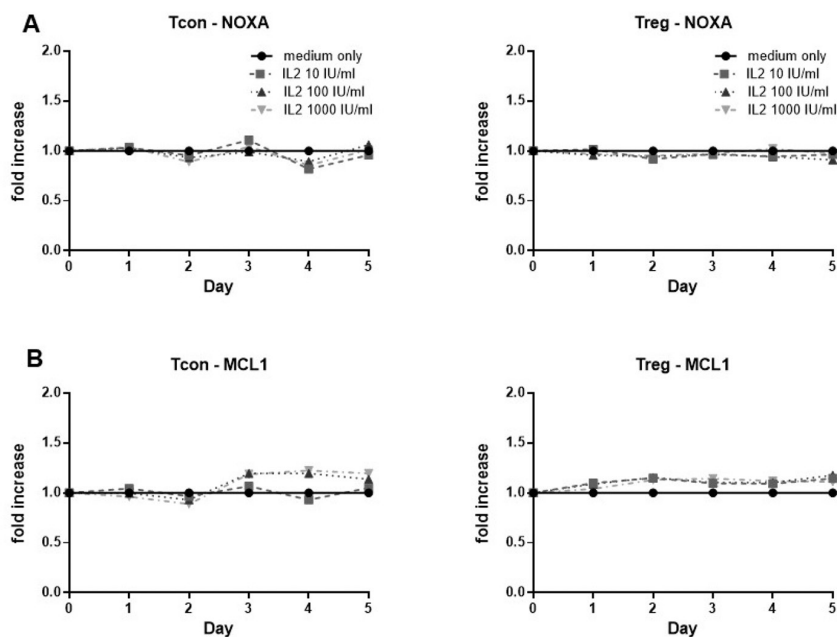 A
Tcon - NOXA
2.0
1.5
1.0
0.5
0.0
fold increase
medium only
IL2 10 IU/ml
IL2 100 IU/ml
IL2 1000 IU/ml
0 1 2 3 4 5
Day
Treg - NOXA
2.0
1.5
1.0
0.5
0.0
fold increase
medium only
IL2 10 IU/ml
IL2 100 IU/ml
IL2 1000 IU/ml
0 1 2 3 4 5
Day
B
Tcon - MCL1
2.0
1.5
1.0
0.5
0.0
fold increase
0 1 2 3 4 5
Day
Treg - MCL1
2.0
1.5
1.0
0.5
0.0
fold increase
0 1 2 3 4 5
Day